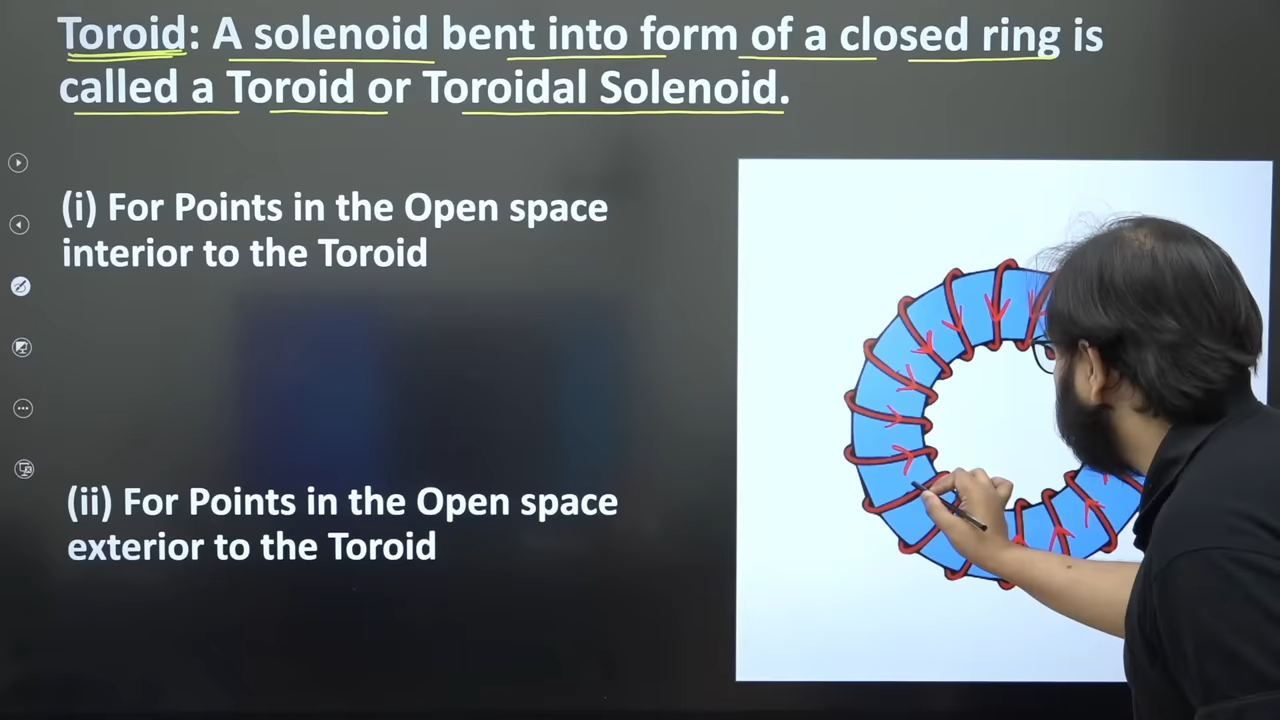 Toroid: A solenoid bent into form of a closed ring is
called a Toroid or Toroidal Solenoid.
(i) For Points in the Open space
interior to the Toroid
(ii) For Points in the Open space
exterior to the Toroid